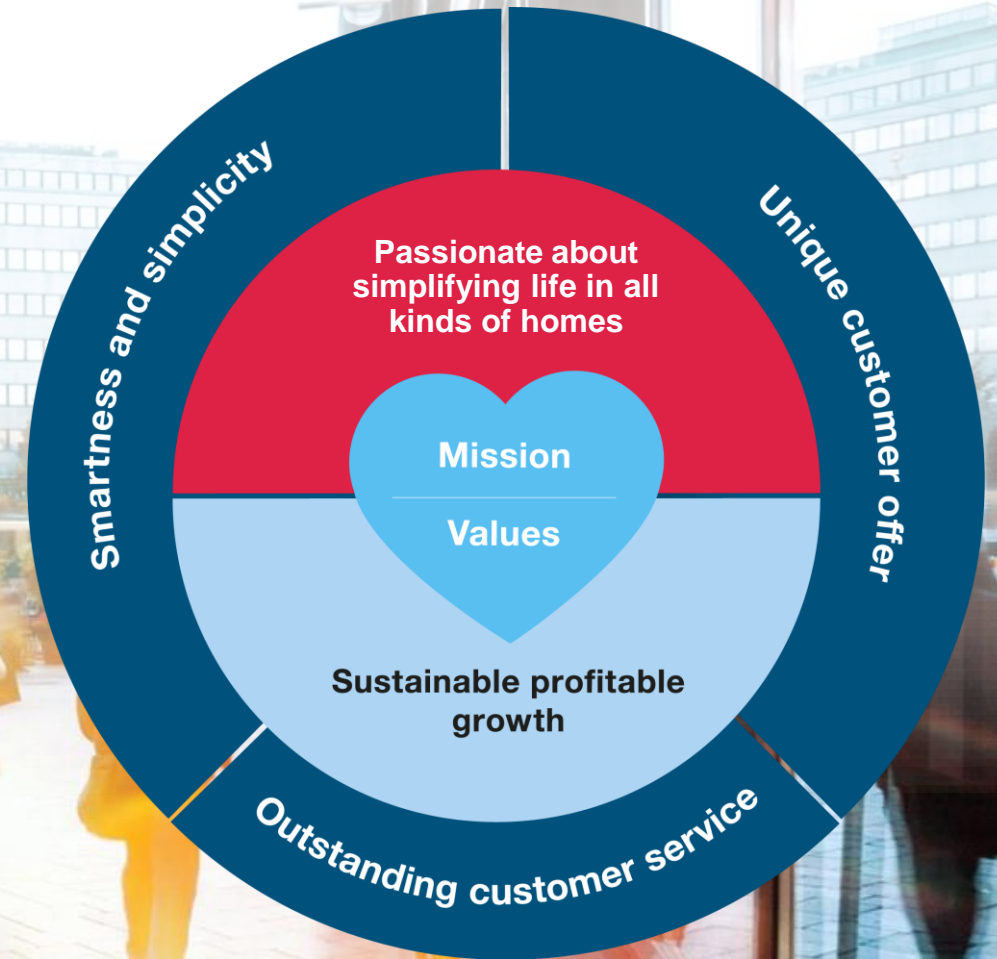 Smartness and simplicity
Unique customer offer
Passionate about
simplifying life in all
kinds of homes
Mission
Values
Sustainable profitable
growth
Outstanding customer service